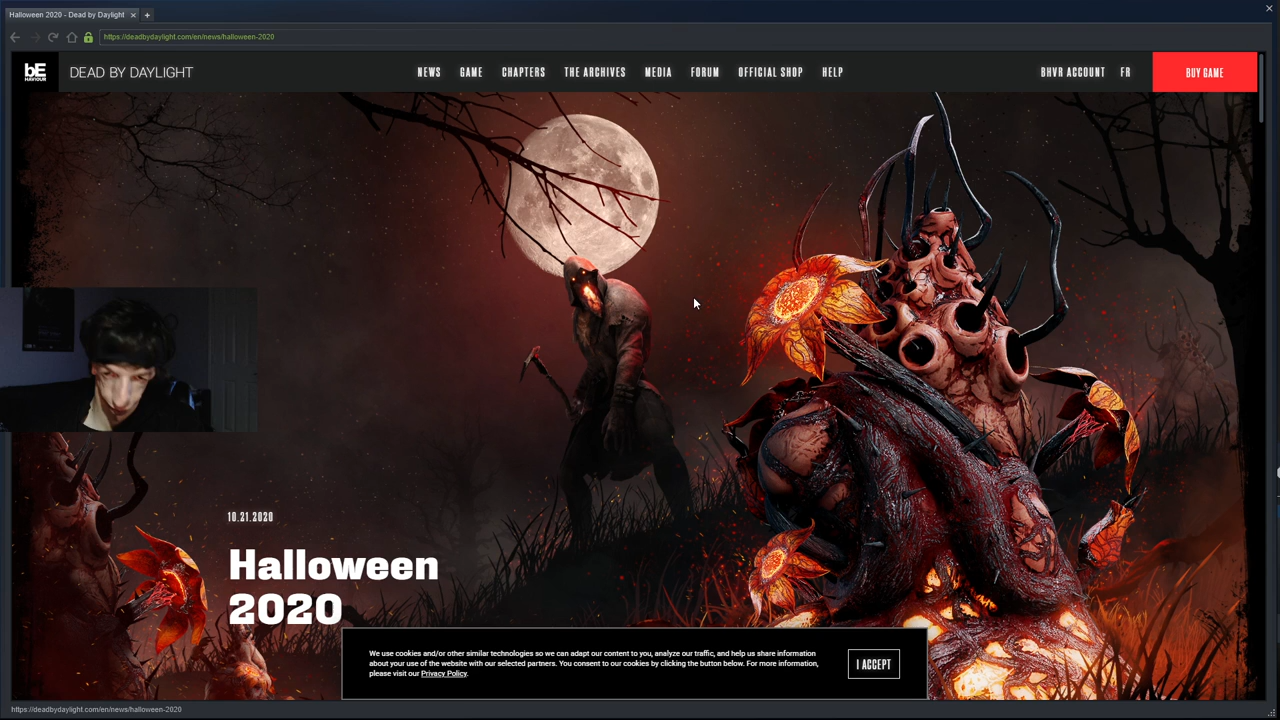 Halloween 2020 - Dead by Daylight
https://deadbydaylight.com/en/news/halloween-2020
bE
HAVIOUR
DEAD BY DAYLIGHT
NEWS GAME CHAPTERS THE ARCHIVES MEDIA FORUM OFFICIAL SHOP HELP
BHVR ACCOUNT FR BUY GAME
10.21.2020
Halloween
2020
We use cookies and/or other similar technologies so we can adapt our content to you, analyze our traffic, and help us share information
about your use of the website with our selected partners. You consent to our cookies by clicking the button below. For more information,
please visit our Privacy Policy.
I ACCEPT
https://deadbydaylight.com/en/news/halloween-2020